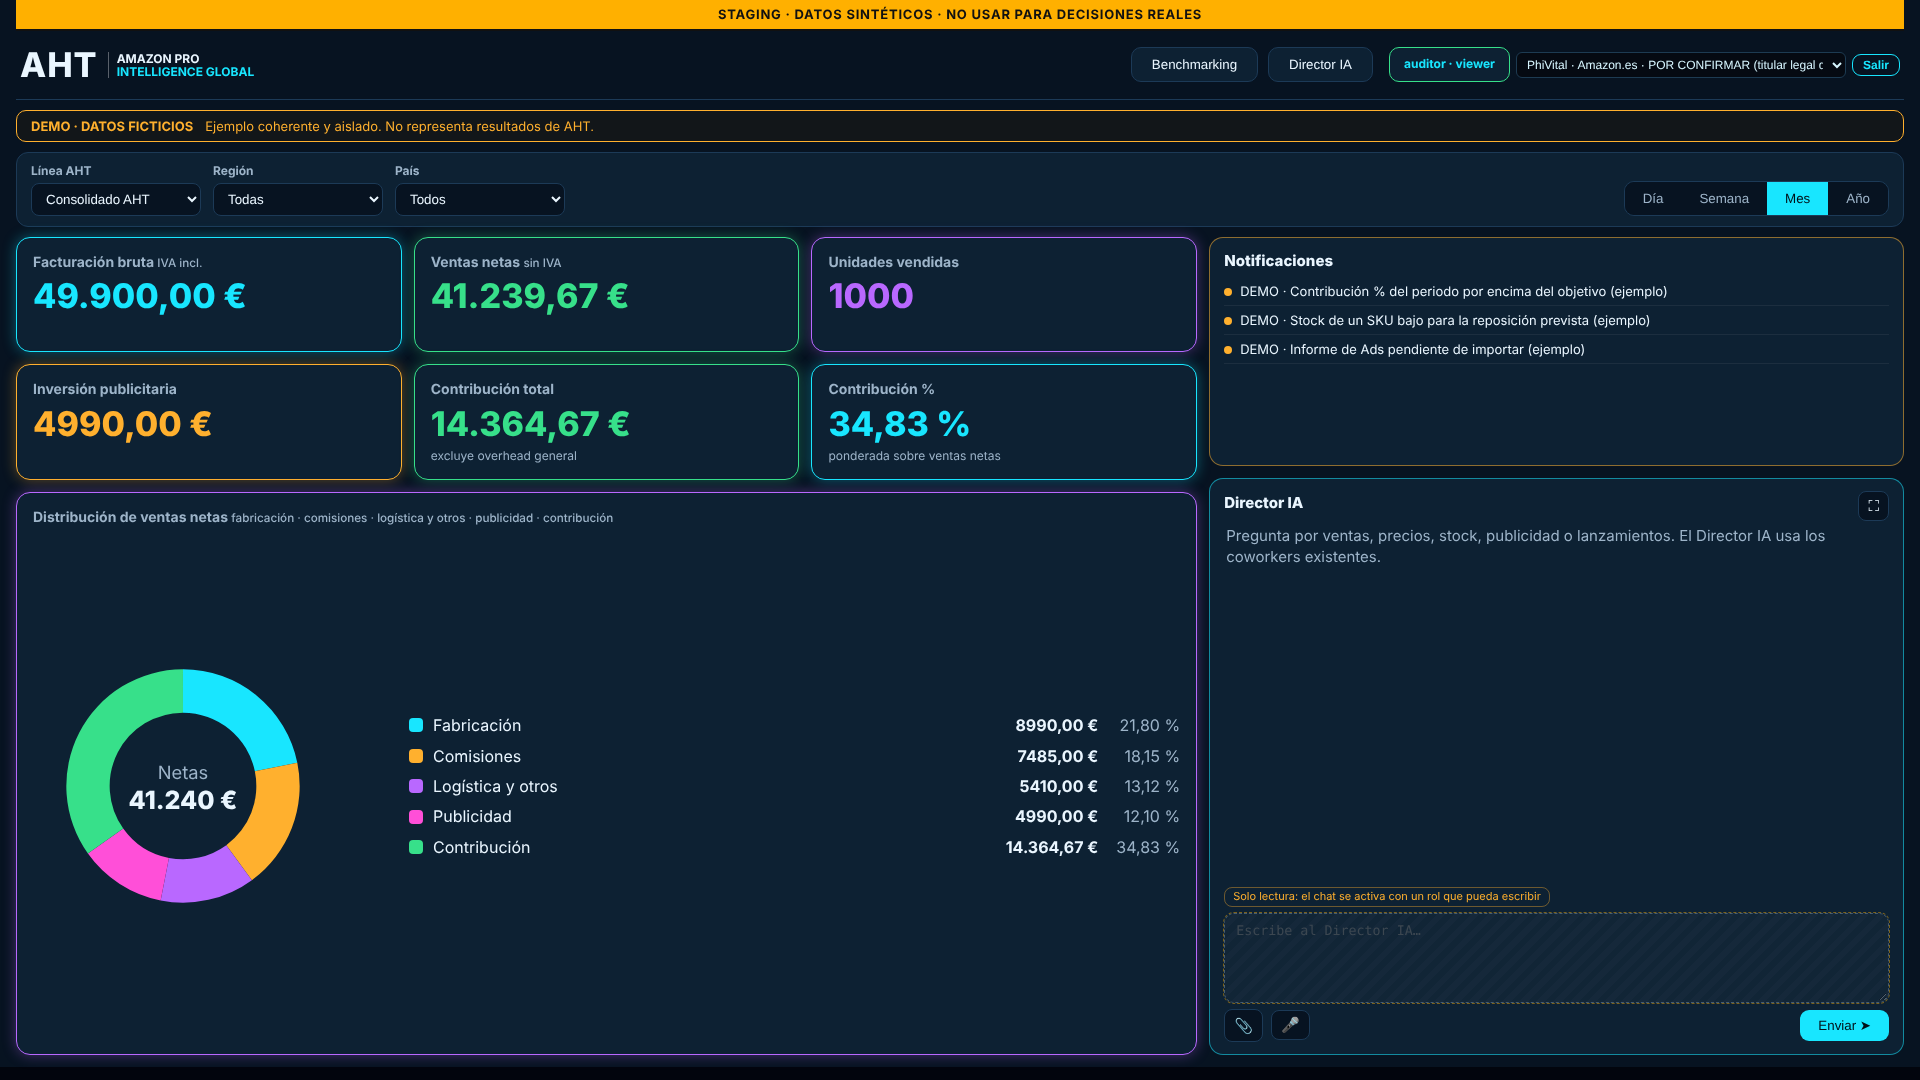 STAGING · DATOS SINTÉTICOS · NO USAR PARA DECISIONES REALES
AHT
AMAZON PRO
INTELLIGENCE GLOBAL
Benchmarking
Director IA
auditor · viewer
PhiVital · Amazon.es · POR CONFIRMAR (titular legal c
Salir
DEMO · DATOS FICTICIOS Ejemplo coherente y aislado. No representa resultados de AHT.
Línea AHT
Región
País
Consolidado AHT
Todas
Todos
Día
Semana
Mes
Año
Facturación bruta IVA incl.
49.900,00 €
Ventas netas sin IVA
41.239,67 €
Unidades vendidas
1000
Inversión publicitaria
4990,00 €
Contribución total
14.364,67 €
excluye overhead general
Contribución %
34,83 %
ponderada sobre ventas netas
Notificaciones
DEMO · Contribución % del periodo por encima del objetivo (ejemplo)
DEMO · Stock de un SKU bajo para la reposición prevista (ejemplo)
DEMO · Informe de Ads pendiente de importar (ejemplo)
Distribución de ventas netas fabricación · comisiones · logística y otros · publicidad · contribución
Netas
41.240 €
Fabricación 8990,00 € 21,80 %
Comisiones 7485,00 € 18,15 %
Logística y otros 5410,00 € 13,12 %
Publicidad 4990,00 € 12,10 %
Contribución 14.364,67 € 34,83 %
Director IA
Pregunta por ventas, precios, stock, publicidad o lanzamientos. El Director IA usa los
coworkers existentes.
Solo lectura: el chat se activa con un rol que pueda escribir
Escribe al Director IA…
Enviar ➤